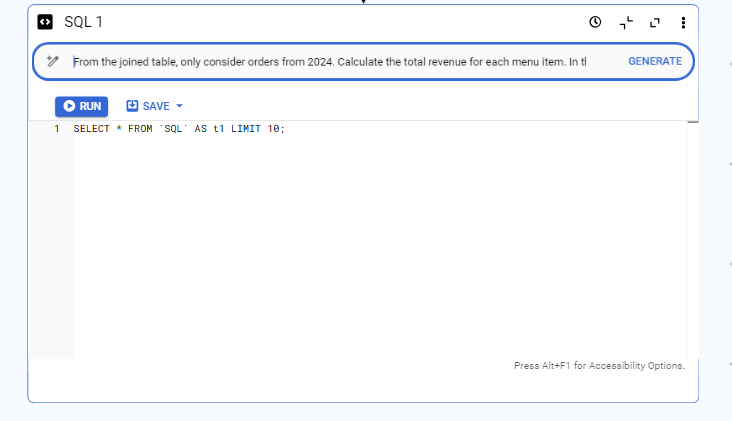 SQL 1
From the joined table, only consider orders from 2024. Calculate the total revenue for each menu item. In tl
GENERATE
RUN SAVE
1 SELECT * FROM `SQL` AS t1 LIMIT 10;
Press Alt+F1 for Accessibility Options.